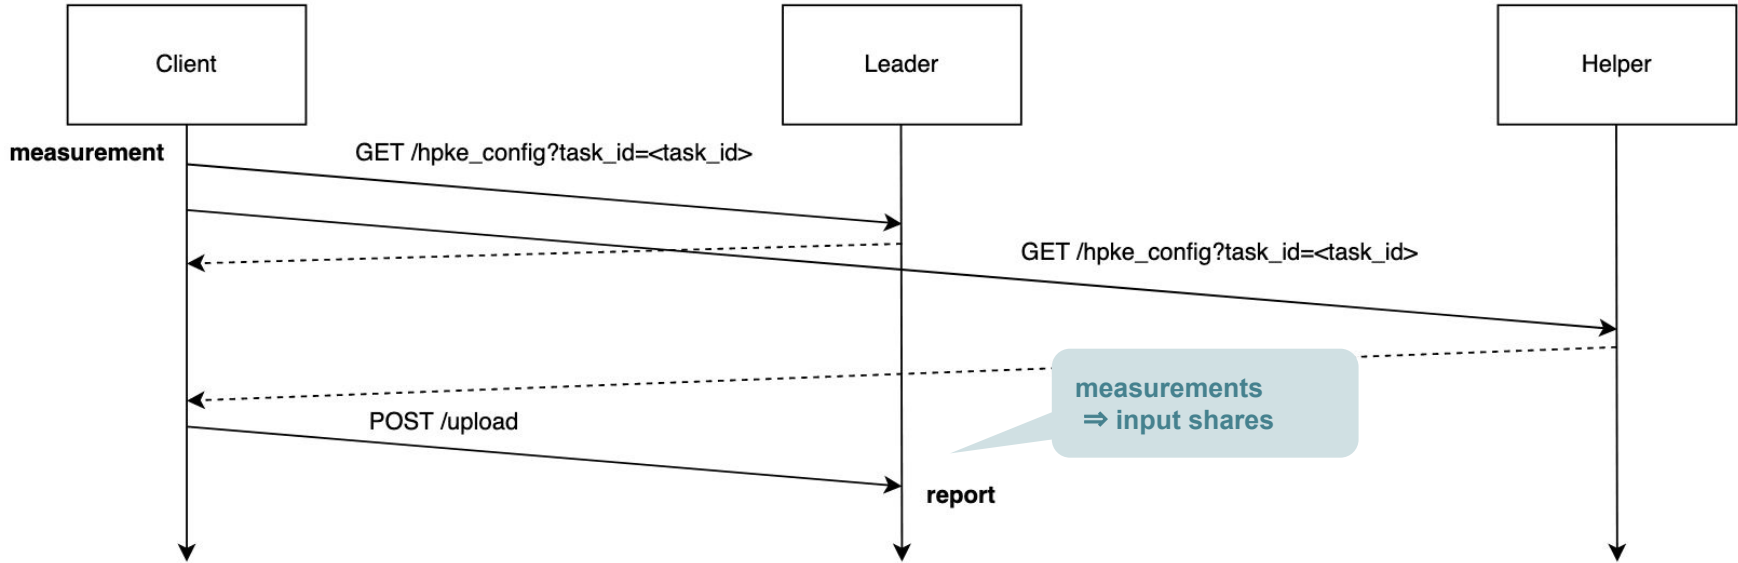 Client
Leader
Helper
measurement
GET /hpke_config?task_id=<task_id>
GET /hpke_config?task_id=<task_id>
measurements
⇒ input shares
POST /upload
report